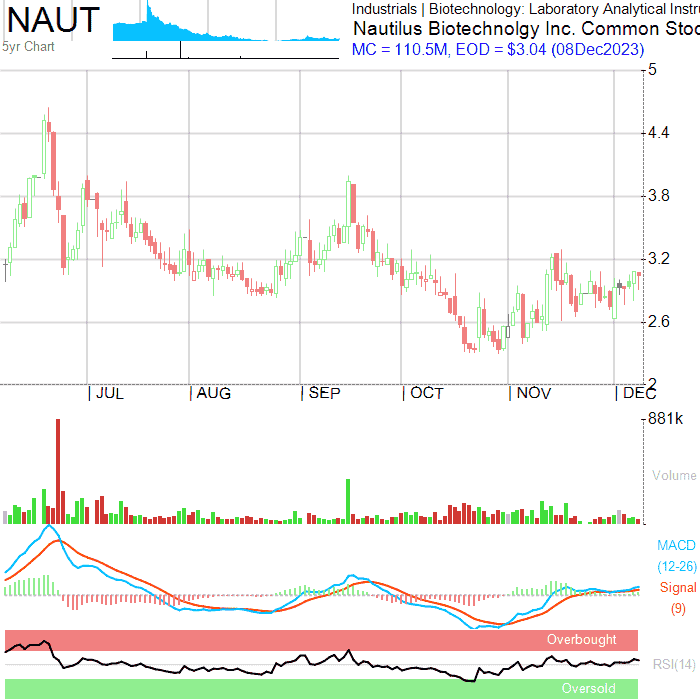 NAUT
5yr Chart
Industrials | Biotechnology: Laboratory Analytical Instru
Nautilus Biotechnolgy Inc. Common Stoc
MC = 110.5M, EOD = $3.04 (08Dec2023)
5
4.4
3.8
3.2
2.6
2
JUL AUG SEP OCT NOV DEC
881k
Volume
MACD
(12-26)
Signal
(9)
Overbought
RSI(14)
Oversold